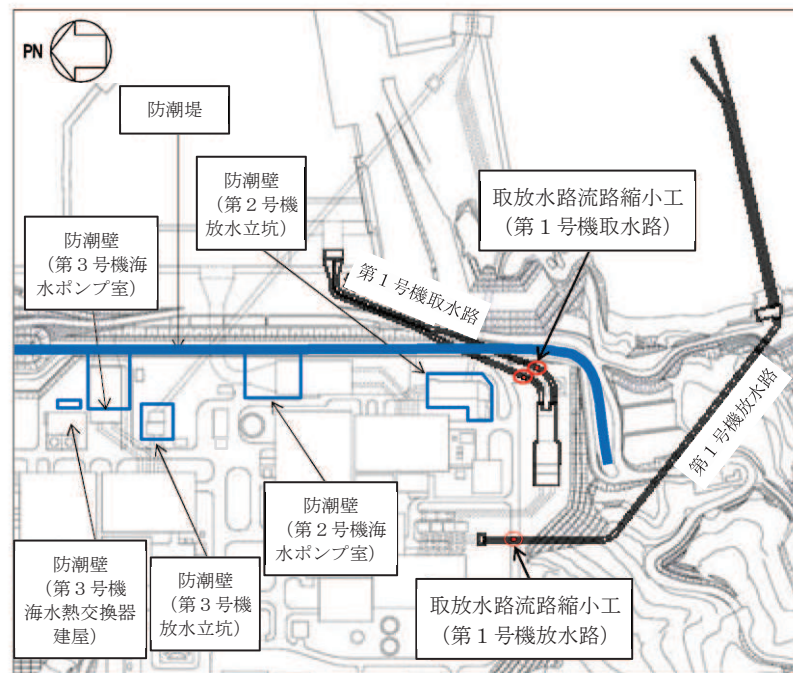 PN
防潮堤
防潮壁
（第２号機
放水立坑）
取放水路流路縮小工
（第１号機取水路）
防潮壁
（第３号機海
水ポンプ室）
第１号機取水路
第１号機放水路
防潮壁
（第２号機海
水ポンプ室）
防潮壁
（第３号機
海水熱交換器
建屋）
防潮壁
（第３号機
放水立坑）
取放水路流路縮小工
（第１号機放水路）